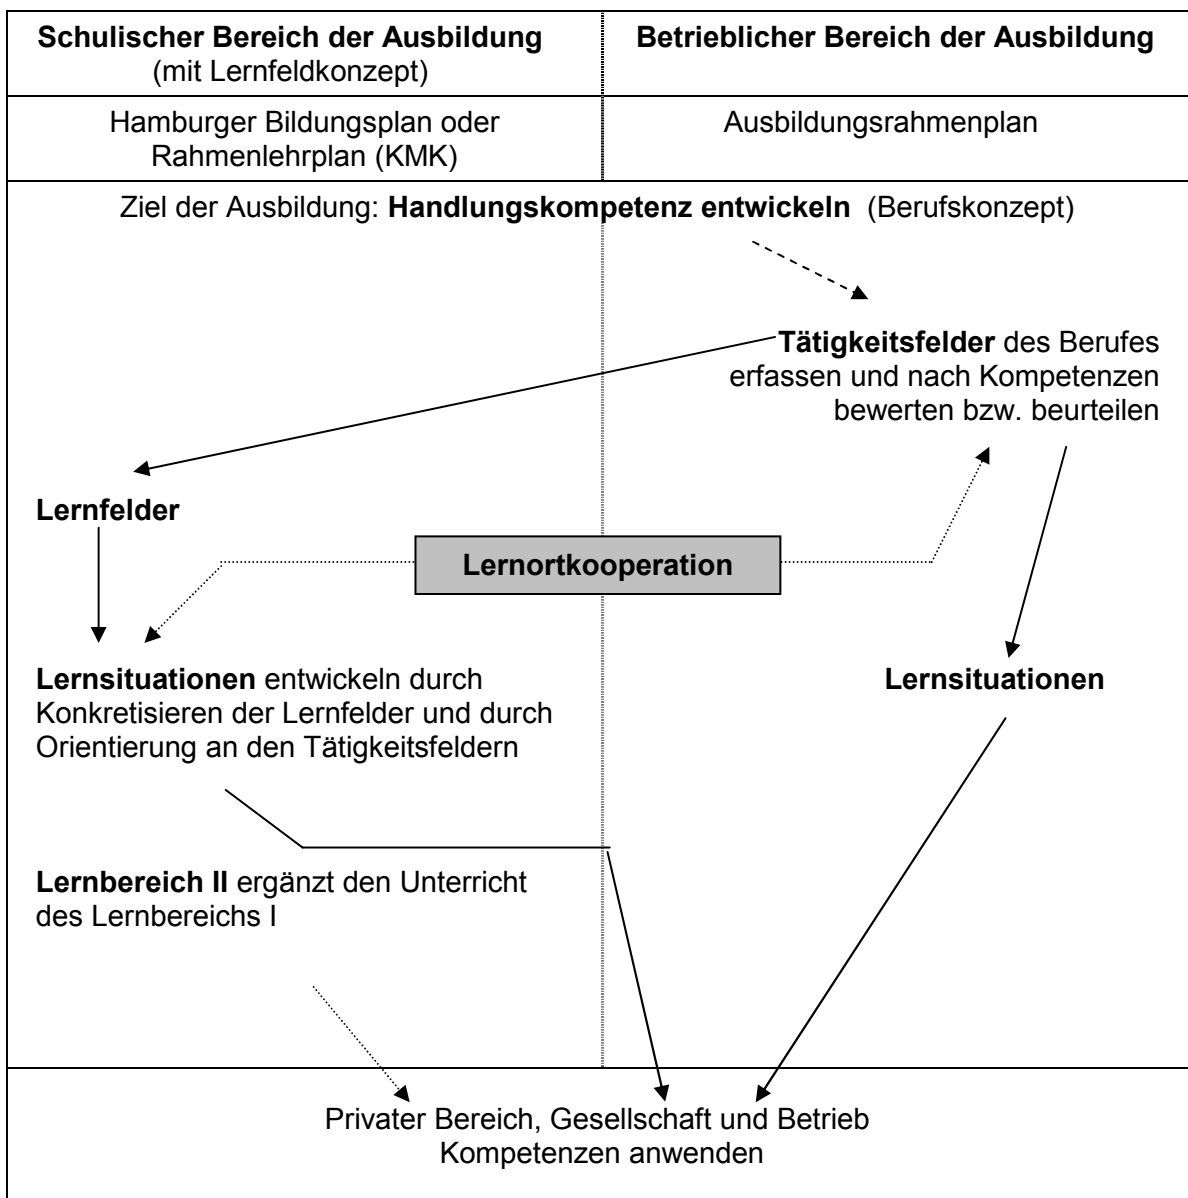 Schulischer Bereich der Ausbildung
(mit Lernfeldkonzept)
Betrieblicher Bereich der Ausbildung
Hamburger Bildungsplan oder
Rahmenlehrplan (KMK)
Ausbildungsrahmenplan
Ziel der Ausbildung: Handlungskompetenz entwickeln (Berufskonzept)
Tätigkeitsfelder des Berufes
erfassen und nach Kompetenzen
bewerten bzw. beurteilen
Lernfelder
Lernortkooperation
Lernsituationen entwickeln durch
Konkretisieren der Lernfelder und durch
Orientierung an den Tätigkeitsfeldern
Lernsituationen
Lernbereich II ergänzt den Unterricht
des Lernbereichs I
Privater Bereich, Gesellschaft und Betrieb
Kompetenzen anwenden